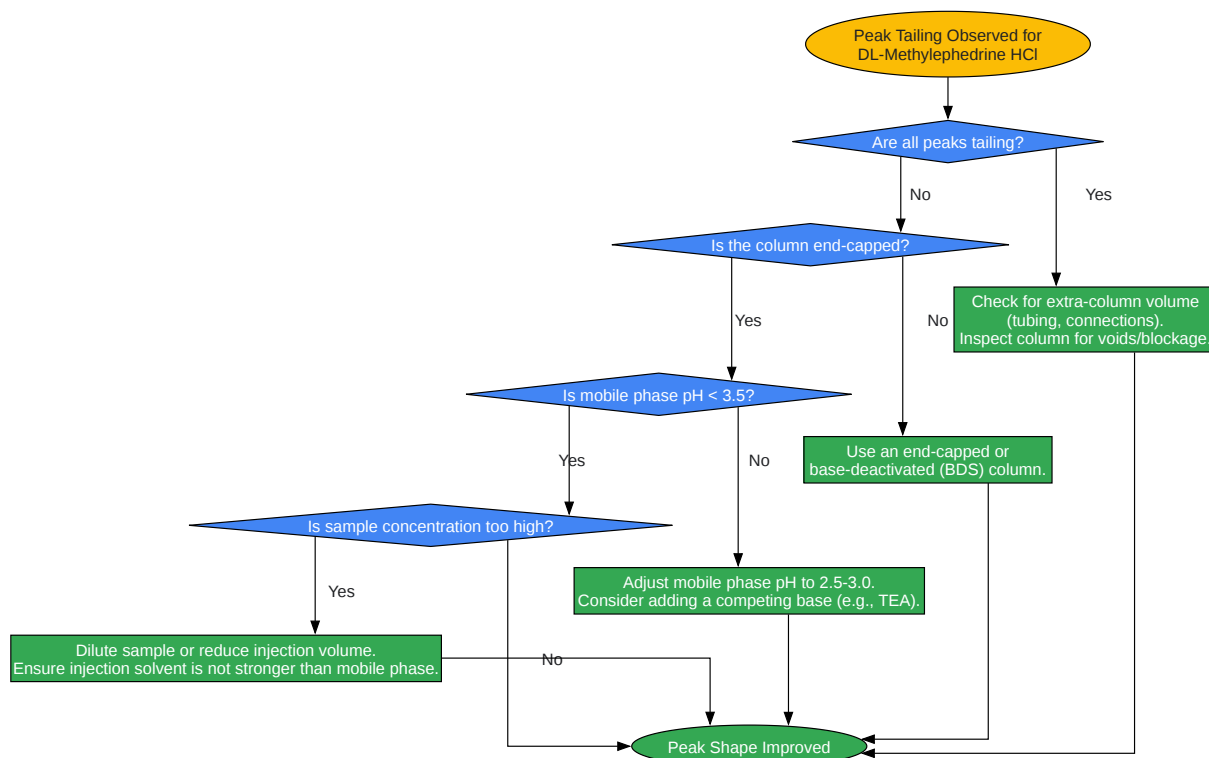 Peak Tailing Observed for
DL-Methylephedrine HCl
Are all peaks tailing?
No
Yes
Is the column end-capped?
Check for extra-column volume
(tubing, connections).
Inspect column for voids/blockage.
Yes
No
Is mobile phase pH < 3.5?
Use an end-capped or
base-deactivated (BDS) column.
Yes
No
Is sample concentration too high?
Adjust mobile phase pH to 2.5-3.0.
Consider adding a competing base (e.g., TEA).
Yes
Dilute sample or reduce injection volume.
Ensure injection solvent is not stronger than mobile phase.
No
Peak Shape Improved